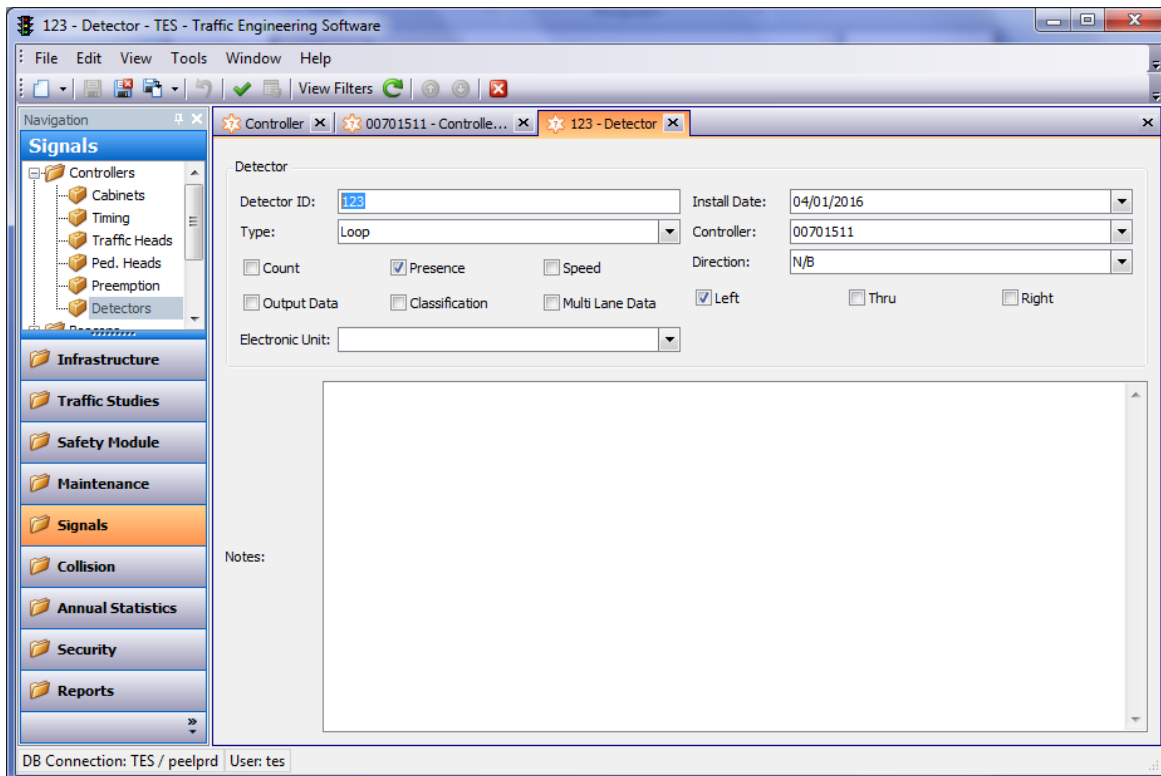 123 - Detector - TES - Traffic Engineering Software
File Edit View Tools Window Help
View Filters
Navigation
Signals
Controllers
Cabinets
Timing
Traffic Heads
Ped. Heads
Preemption
Detectors
Infrastructure
Traffic Studies
Safety Module
Maintenance
Signals
Collision
Annual Statistics
Security
Reports
Controller 00701511 - Controlle... 123 - Detector
Detector
Detector ID: 123 Install Date: 04/01/2016
Type: Loop Controller: 00701511
Count Presence Speed Direction: N/B
Output Data Classification Multi Lane Data Left Thru Right
Electronic Unit:
Notes:
DB Connection: TES / peelprd User: tes